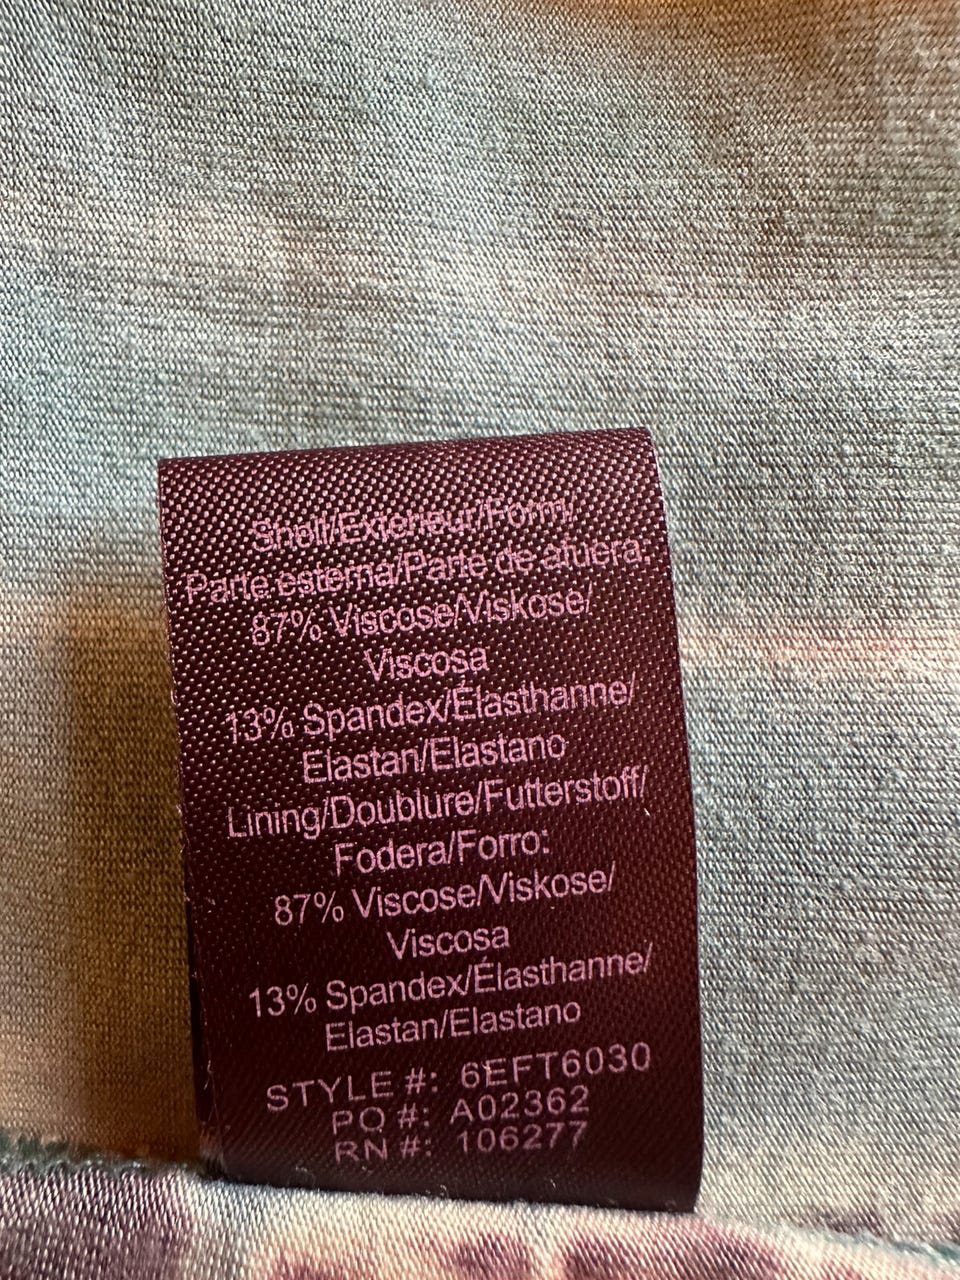 Shell/Exterieur/Form/
Parte esterna/Parte de afuera:
87% Viscose/Viskose/
Viscosa
13% Spandex/Élasthanne/
Elastan/Elastano
Lining/Doublure/Futterstoff/
Fodera/Forro:
87% Viscose/Viskose/
Viscosa
13% Spandex/Élasthanne/
Elastan/Elastano
STYLE #: 6EFT6030
PO #: A02362
RN #: 106277